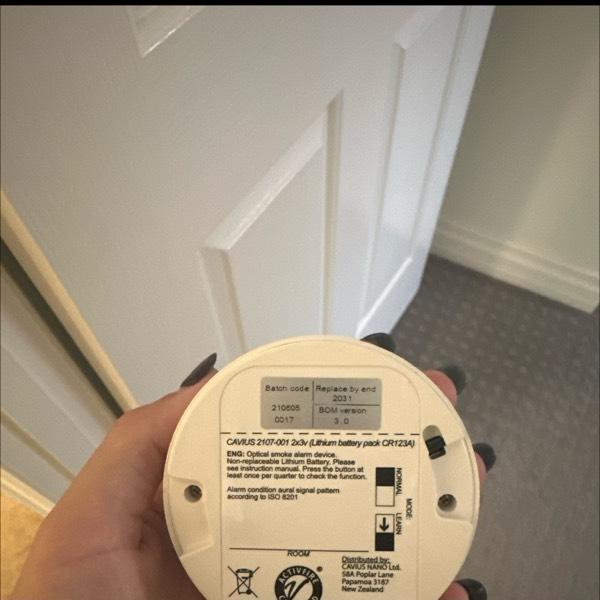 Batch code
Replace by end
2031
210605
0017
BOM version
3.0
CAVIUS 2107-001 2x3v (Lithium battery pack CR123A)
ENG: Optical smoke alarm device.
Non-replaceable Lithium Battery. Please
see instruction manual. Press the button at
least once per quarter to check the function.
Alarm condition aural signal pattern
according to ISO 8201
NORMAL
MODE:
LEARN
ROOM
ACTIVFIRE
Distributed by:
CAVIUS NANO Ltd.
58A Poplar Lane
Papamoa 3187
New Zealand